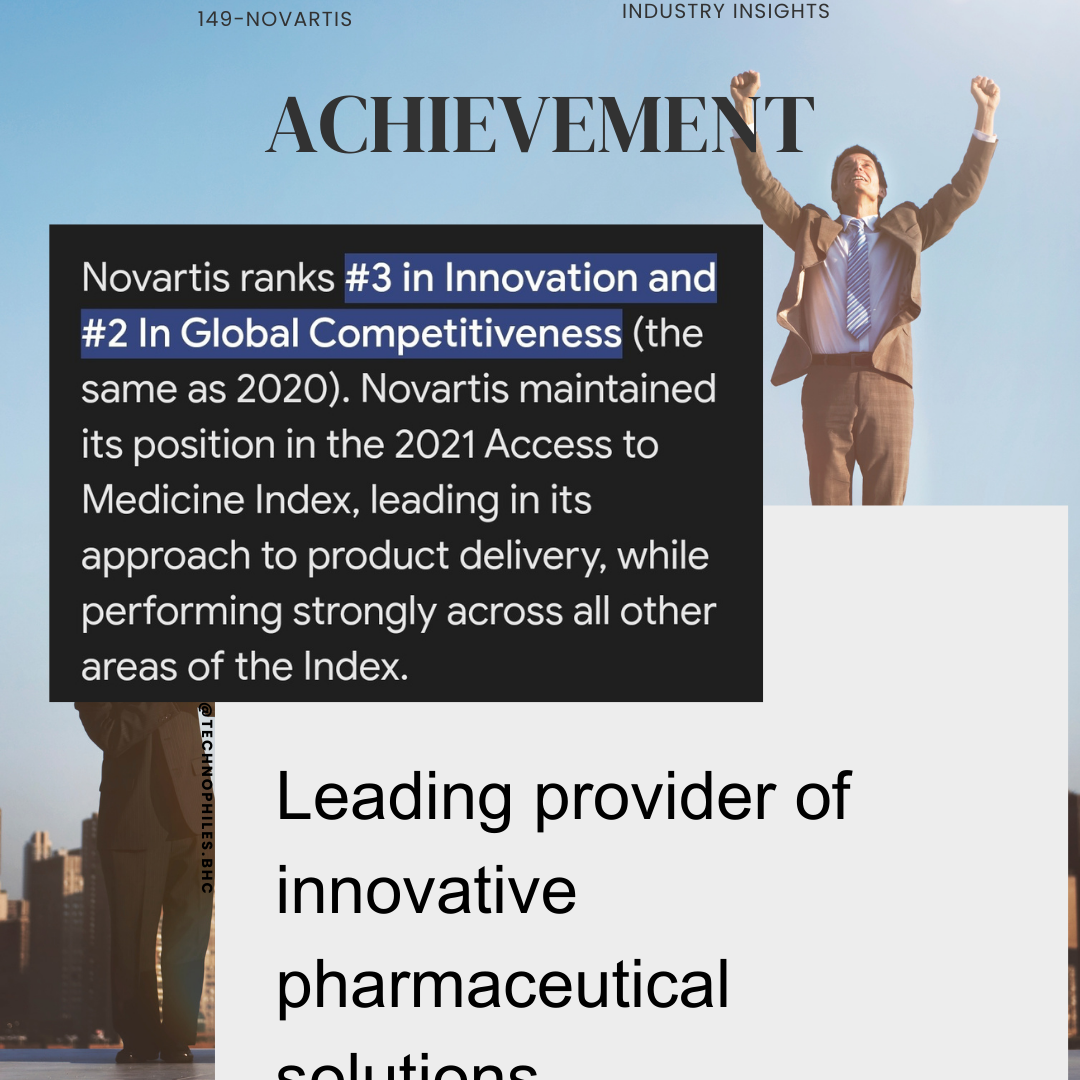 149-NOVARTIS
INDUSTRY INSIGHTS
ACHIEVEMENT
Novartis ranks #3 in Innovation and
#2 In Global Competitiveness (the
same as 2020). Novartis maintained
its position in the 2021 Access to
Medicine Index, leading in its
approach to product delivery, while
performing strongly across all other
areas of the Index.
@TECHNOPHILES.BHC
Leading provider of
innovative
pharmaceutical
solutions